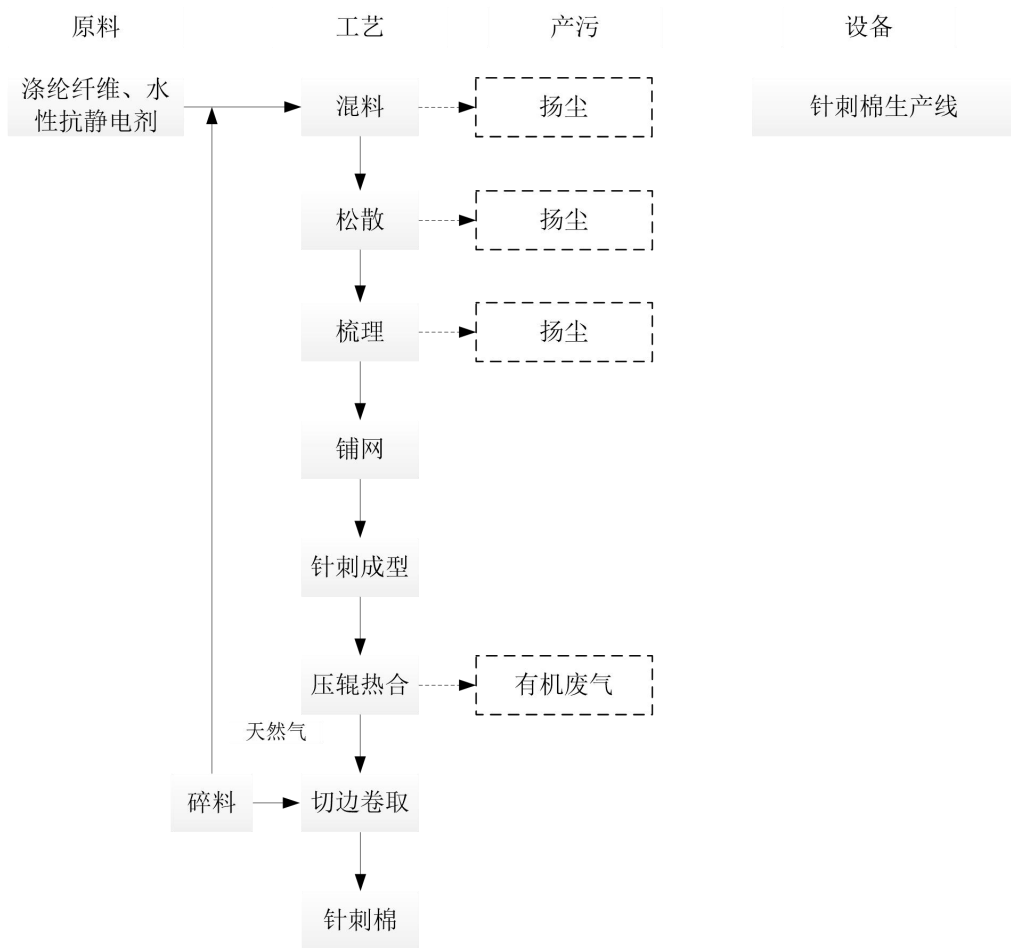 原料
工艺
产污
设备
涤纶纤维、水
性抗静电剂
混料
扬尘
针刺棉生产线
松散
扬尘
梳理
扬尘
铺网
针刺成型
压辊热合
有机废气
天然气
碎料
切边卷取
针刺棉